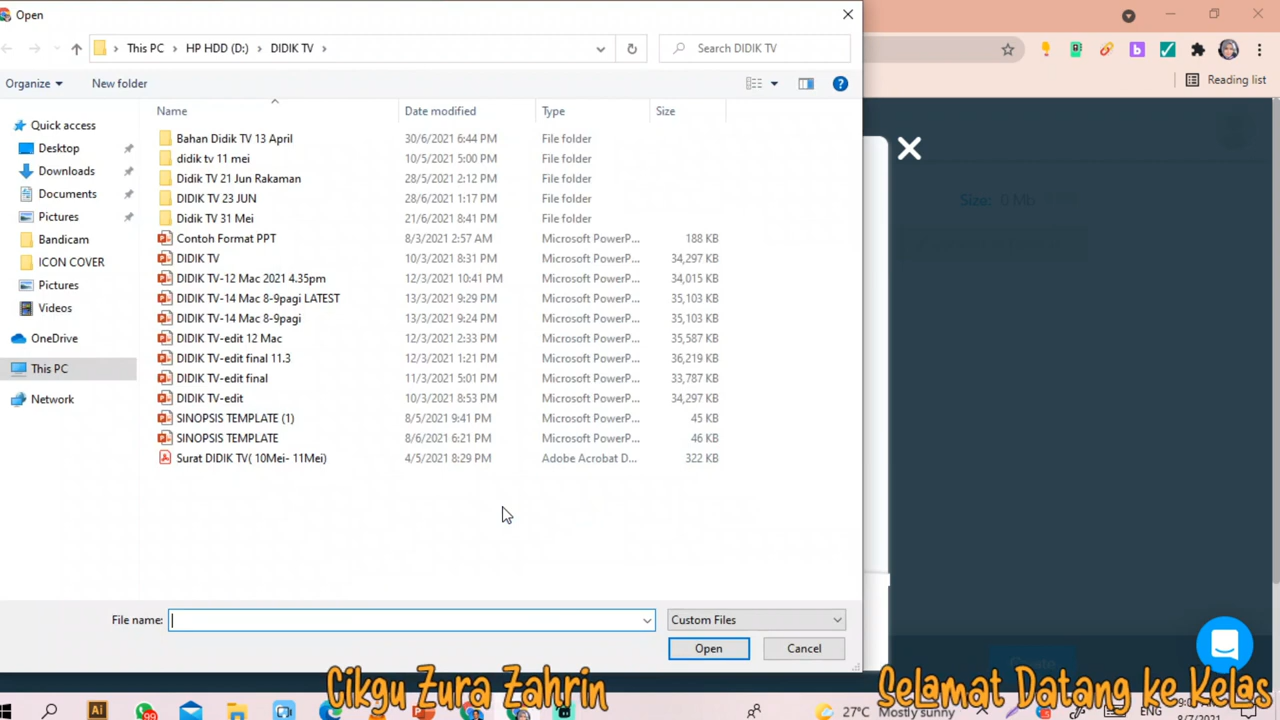 Open
This PC > HP HDD (D:) > DIDIK TV >
Search DIDIK TV
Reading list
Organize
New folder
Name Date modified Type Size
Quick access
Desktop
Downloads
Documents
Pictures
Bandicam
ICON COVER
Pictures
Videos
OneDrive
This PC
Network
Bahan Didik TV 13 April 30/6/2021 6:44 PM File folder
didik tv 11 mei 10/5/2021 5:00 PM File folder
Didik TV 21 Jun Rakaman 28/5/2021 2:12 PM File folder
DIDIK TV 23 JUN 28/6/2021 1:17 PM File folder
Didik TV 31 Mei 21/6/2021 8:41 PM File folder
Contoh Format PPT 8/3/2021 2:57 AM Microsoft PowerP... 188 KB
DIDIK TV 10/3/2021 8:31 PM Microsoft PowerP... 34,297 KB
DIDIK TV-12 Mac 2021 4.35pm 12/3/2021 10:41 PM Microsoft PowerP... 34,015 KB
DIDIK TV-14 Mac 8-9pagi LATEST 13/3/2021 9:29 PM Microsoft PowerP... 35,103 KB
DIDIK TV-14 Mac 8-9pagi 13/3/2021 9:24 PM Microsoft PowerP... 35,103 KB
DIDIK TV-edit 12 Mac 12/3/2021 2:33 PM Microsoft PowerP... 35,587 KB
DIDIK TV-edit final 11.3 12/3/2021 1:21 PM Microsoft PowerP... 36,219 KB
DIDIK TV-edit final 11/3/2021 5:01 PM Microsoft PowerP... 33,787 KB
DIDIK TV-edit 10/3/2021 8:53 PM Microsoft PowerP... 34,297 KB
SINOPSIS TEMPLATE (1) 8/5/2021 9:41 PM Microsoft PowerP... 45 KB
SINOPSIS TEMPLATE 8/6/2021 6:21 PM Microsoft PowerP... 46 KB
Surat DIDIK TV( 10Mei- 11Mei) 4/5/2021 8:29 PM Adobe Acrobat D... 322 KB
Size: 0 Mb
File name:
Custom Files
Open
Cancel
Cikgu Zura Zahrin
Selamat Datang ke Kelas
27°C Mostly sunny
ENG
8/7/2021